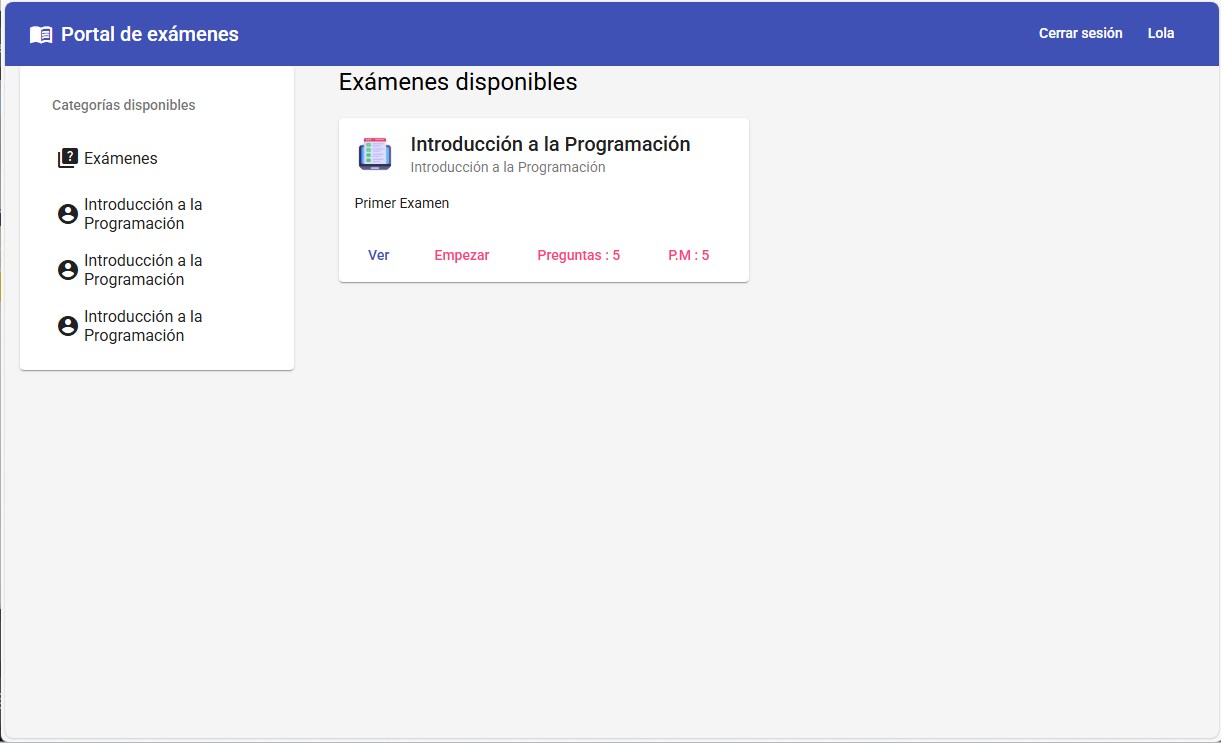 Portal de exámenes
Cerrar sesión
Lola
Categorías disponibles
Exámenes
Introducción a la
Programación
Introducción a la
Programación
Introducción a la
Programación
Exámenes disponibles
Introducción a la Programación
Introducción a la Programación
Primer Examen
Ver
Empezar
Preguntas : 5
P.M : 5